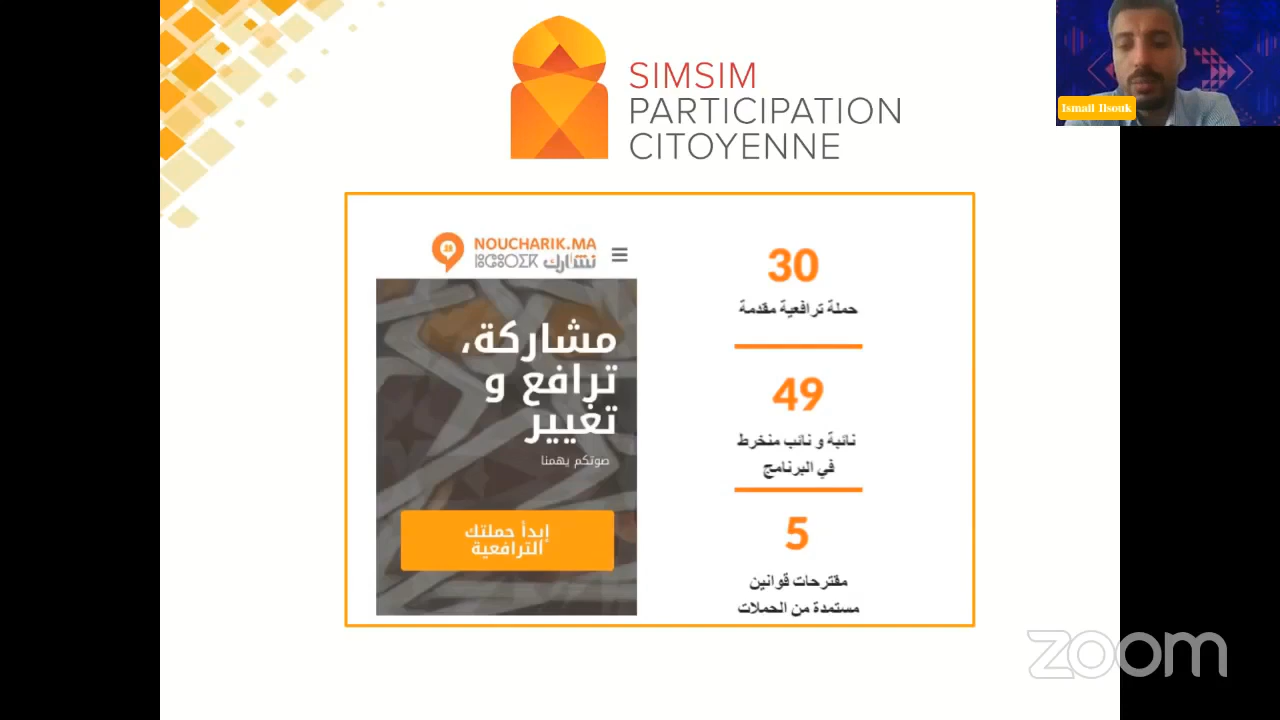 SIMSIM
PARTICIPATION
CITOYENNE
Ismail Ilsouk
NOUCHARIK.MA
نشارك ⵏⵓⵛⴰⵔⵉⴽ
مشاركة،
ترافع و
تغيير
صوتكم يهمنا
إبدأ حملتك
الترافعية
30
حملة ترافعية مقدمة
49
نائبة و نائب منخرط
في البرنامج
5
مقترحات قوانين
مستمدة من الحملات
zoom